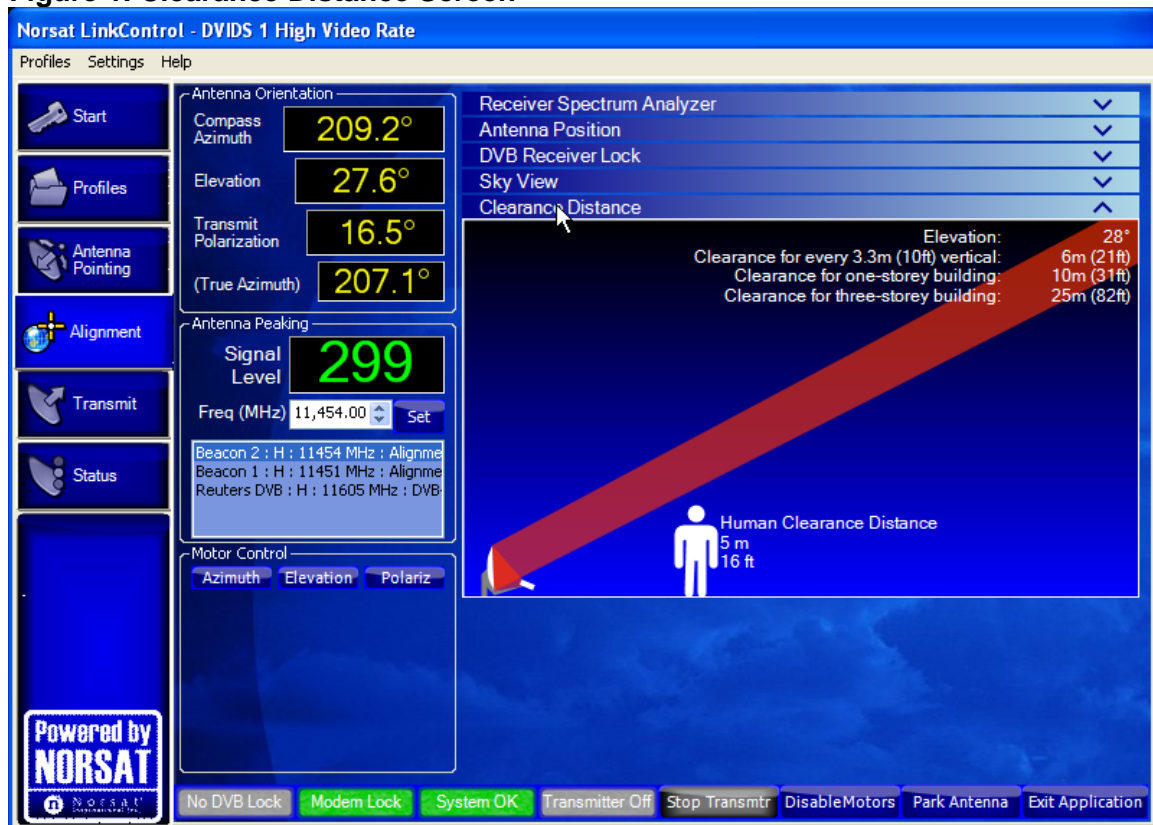 Figure 1: Clearance Distance Screen
Norsat LinkControl - DVIDS 1 High Video Rate
Profiles Settings Help
Start
Profiles
Antenna
Pointing
Alignment
Transmit
Status
Powered by
NORSAT
Norsat
Antenna Orientation
Compass
Azimuth
209.2°
Elevation
27.6°
Transmit
Polarization
16.5°
(True Azimuth)
207.1°
Antenna Peaking
Signal
Level
299
Freq (MHz) 11,454.00 Set
Beacon 2 : H : 11454 MHz : Alignme
Beacon 1 : H : 11451 MHz : Alignme
Reuters DVB : H : 11605 MHz : DVB-
Motor Control
Azimuth Elevation Polariz
Receiver Spectrum Analyzer
Antenna Position
DVB Receiver Lock
Sky View
Clearance Distance
Elevation: 28°
Clearance for every 3.3m (10ft) vertical: 6m (21ft)
Clearance for one-storey building: 10m (31ft)
Clearance for three-storey building: 25m (82ft)
Human Clearance Distance
5 m
16 ft
No DVB Lock Modem Lock System OK Transmitter Off Stop Transmtr DisableMotors Park Antenna Exit Application